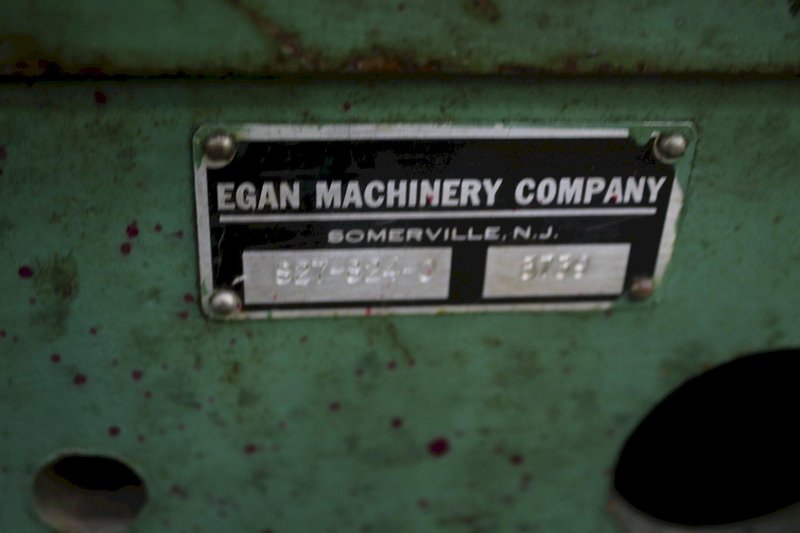 EGAN MACHINERY COMPANY
SOMERVILLE, N.J.